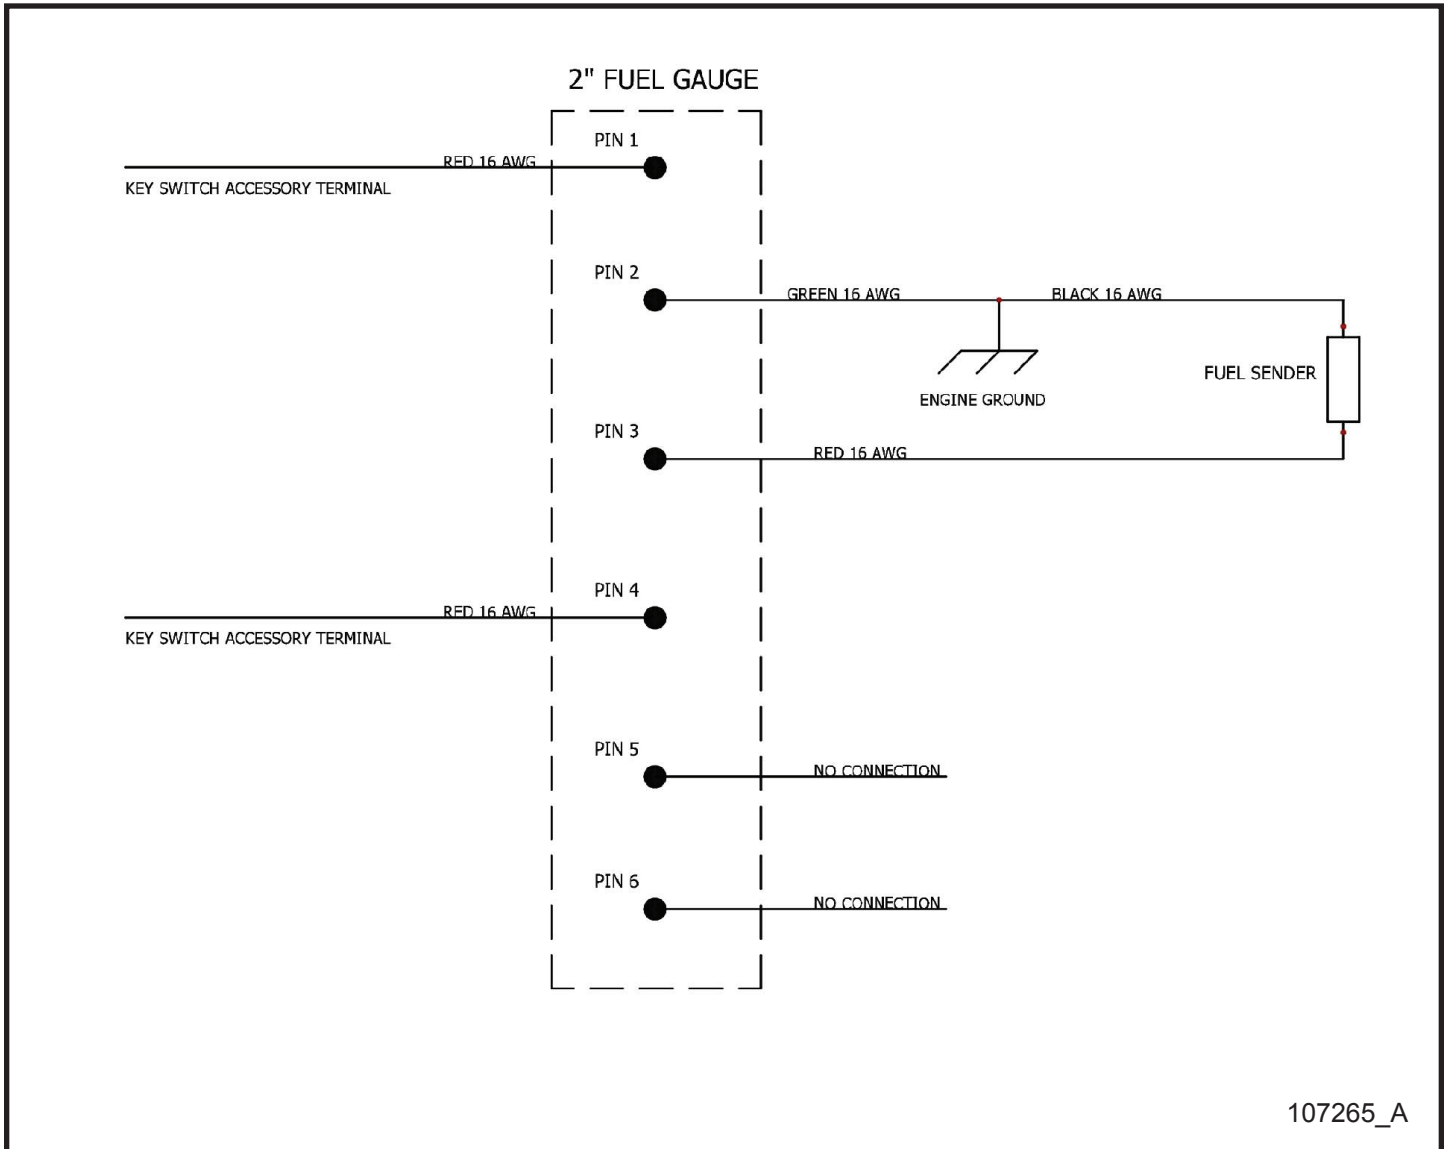 2" FUEL GAUGE
PIN 1
RED 16 AWG
KEY SWITCH ACCESSORY TERMINAL
PIN 2
GREEN 16 AWG
BLACK 16 AWG
FUEL SENDER
ENGINE GROUND
PIN 3
RED 16 AWG
PIN 4
RED 16 AWG
KEY SWITCH ACCESSORY TERMINAL
PIN 5
NO CONNECTION
PIN 6
NO CONNECTION
107265_A